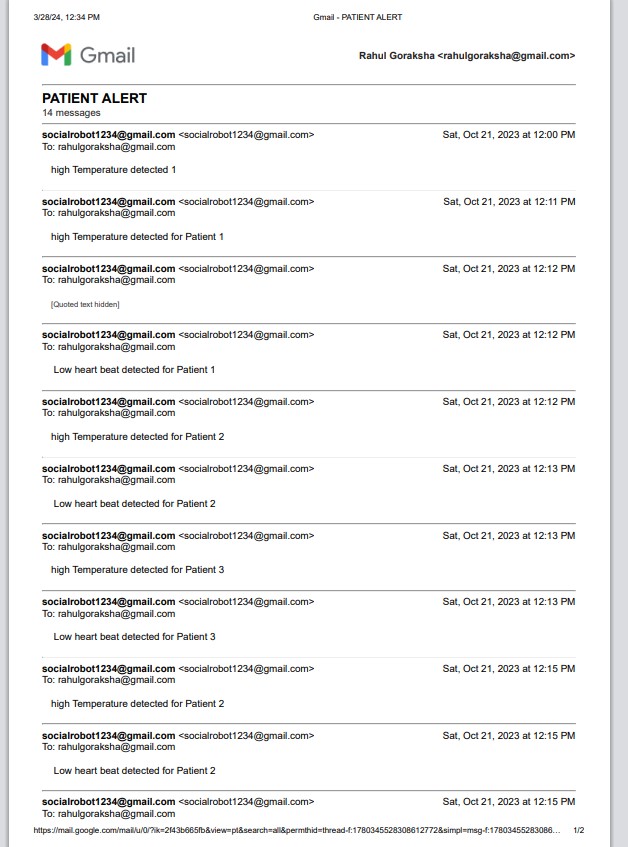 3/28/24, 12:34 PM Gmail - PATIENT ALERT
Gmail Rahul Goraksha <rahulgoraksha@gmail.com>
PATIENT ALERT
14 messages
socialrobot1234@gmail.com <socialrobot1234@gmail.com> Sat, Oct 21, 2023 at 12:00 PM
To: rahulgoraksha@gmail.com
high Temperature detected 1
socialrobot1234@gmail.com <socialrobot1234@gmail.com> Sat, Oct 21, 2023 at 12:11 PM
To: rahulgoraksha@gmail.com
high Temperature detected for Patient 1
socialrobot1234@gmail.com <socialrobot1234@gmail.com> Sat, Oct 21, 2023 at 12:12 PM
To: rahulgoraksha@gmail.com
[Quoted text hidden]
socialrobot1234@gmail.com <socialrobot1234@gmail.com> Sat, Oct 21, 2023 at 12:12 PM
To: rahulgoraksha@gmail.com
Low heart beat detected for Patient 1
socialrobot1234@gmail.com <socialrobot1234@gmail.com> Sat, Oct 21, 2023 at 12:12 PM
To: rahulgoraksha@gmail.com
high Temperature detected for Patient 2
socialrobot1234@gmail.com <socialrobot1234@gmail.com> Sat, Oct 21, 2023 at 12:13 PM
To: rahulgoraksha@gmail.com
Low heart beat detected for Patient 2
socialrobot1234@gmail.com <socialrobot1234@gmail.com> Sat, Oct 21, 2023 at 12:13 PM
To: rahulgoraksha@gmail.com
high Temperature detected for Patient 3
socialrobot1234@gmail.com <socialrobot1234@gmail.com> Sat, Oct 21, 2023 at 12:13 PM
To: rahulgoraksha@gmail.com
Low heart beat detected for Patient 3
socialrobot1234@gmail.com <socialrobot1234@gmail.com> Sat, Oct 21, 2023 at 12:15 PM
To: rahulgoraksha@gmail.com
high Temperature detected for Patient 2
socialrobot1234@gmail.com <socialrobot1234@gmail.com> Sat, Oct 21, 2023 at 12:15 PM
To: rahulgoraksha@gmail.com
Low heart beat detected for Patient 2
socialrobot1234@gmail.com <socialrobot1234@gmail.com> Sat, Oct 21, 2023 at 12:15 PM
To: rahulgoraksha@gmail.com
https://mail.google.com/mail/u/0/?ik=2f43b665fb&view=pt&search=all&permthid=thread-f:1780345528308612772&simpl=msg-f:17803455283086... 1/2